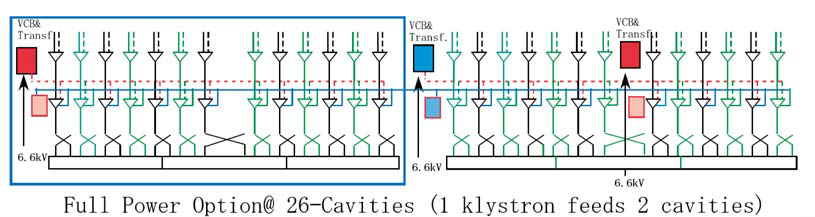 VCB&
Transf.
VCB&
Transf.
VCB&
Transf.
6.6kV
6.6kV
6.6kV
Full Power Option@ 26-Cavities (1 klystron feeds 2 cavities)